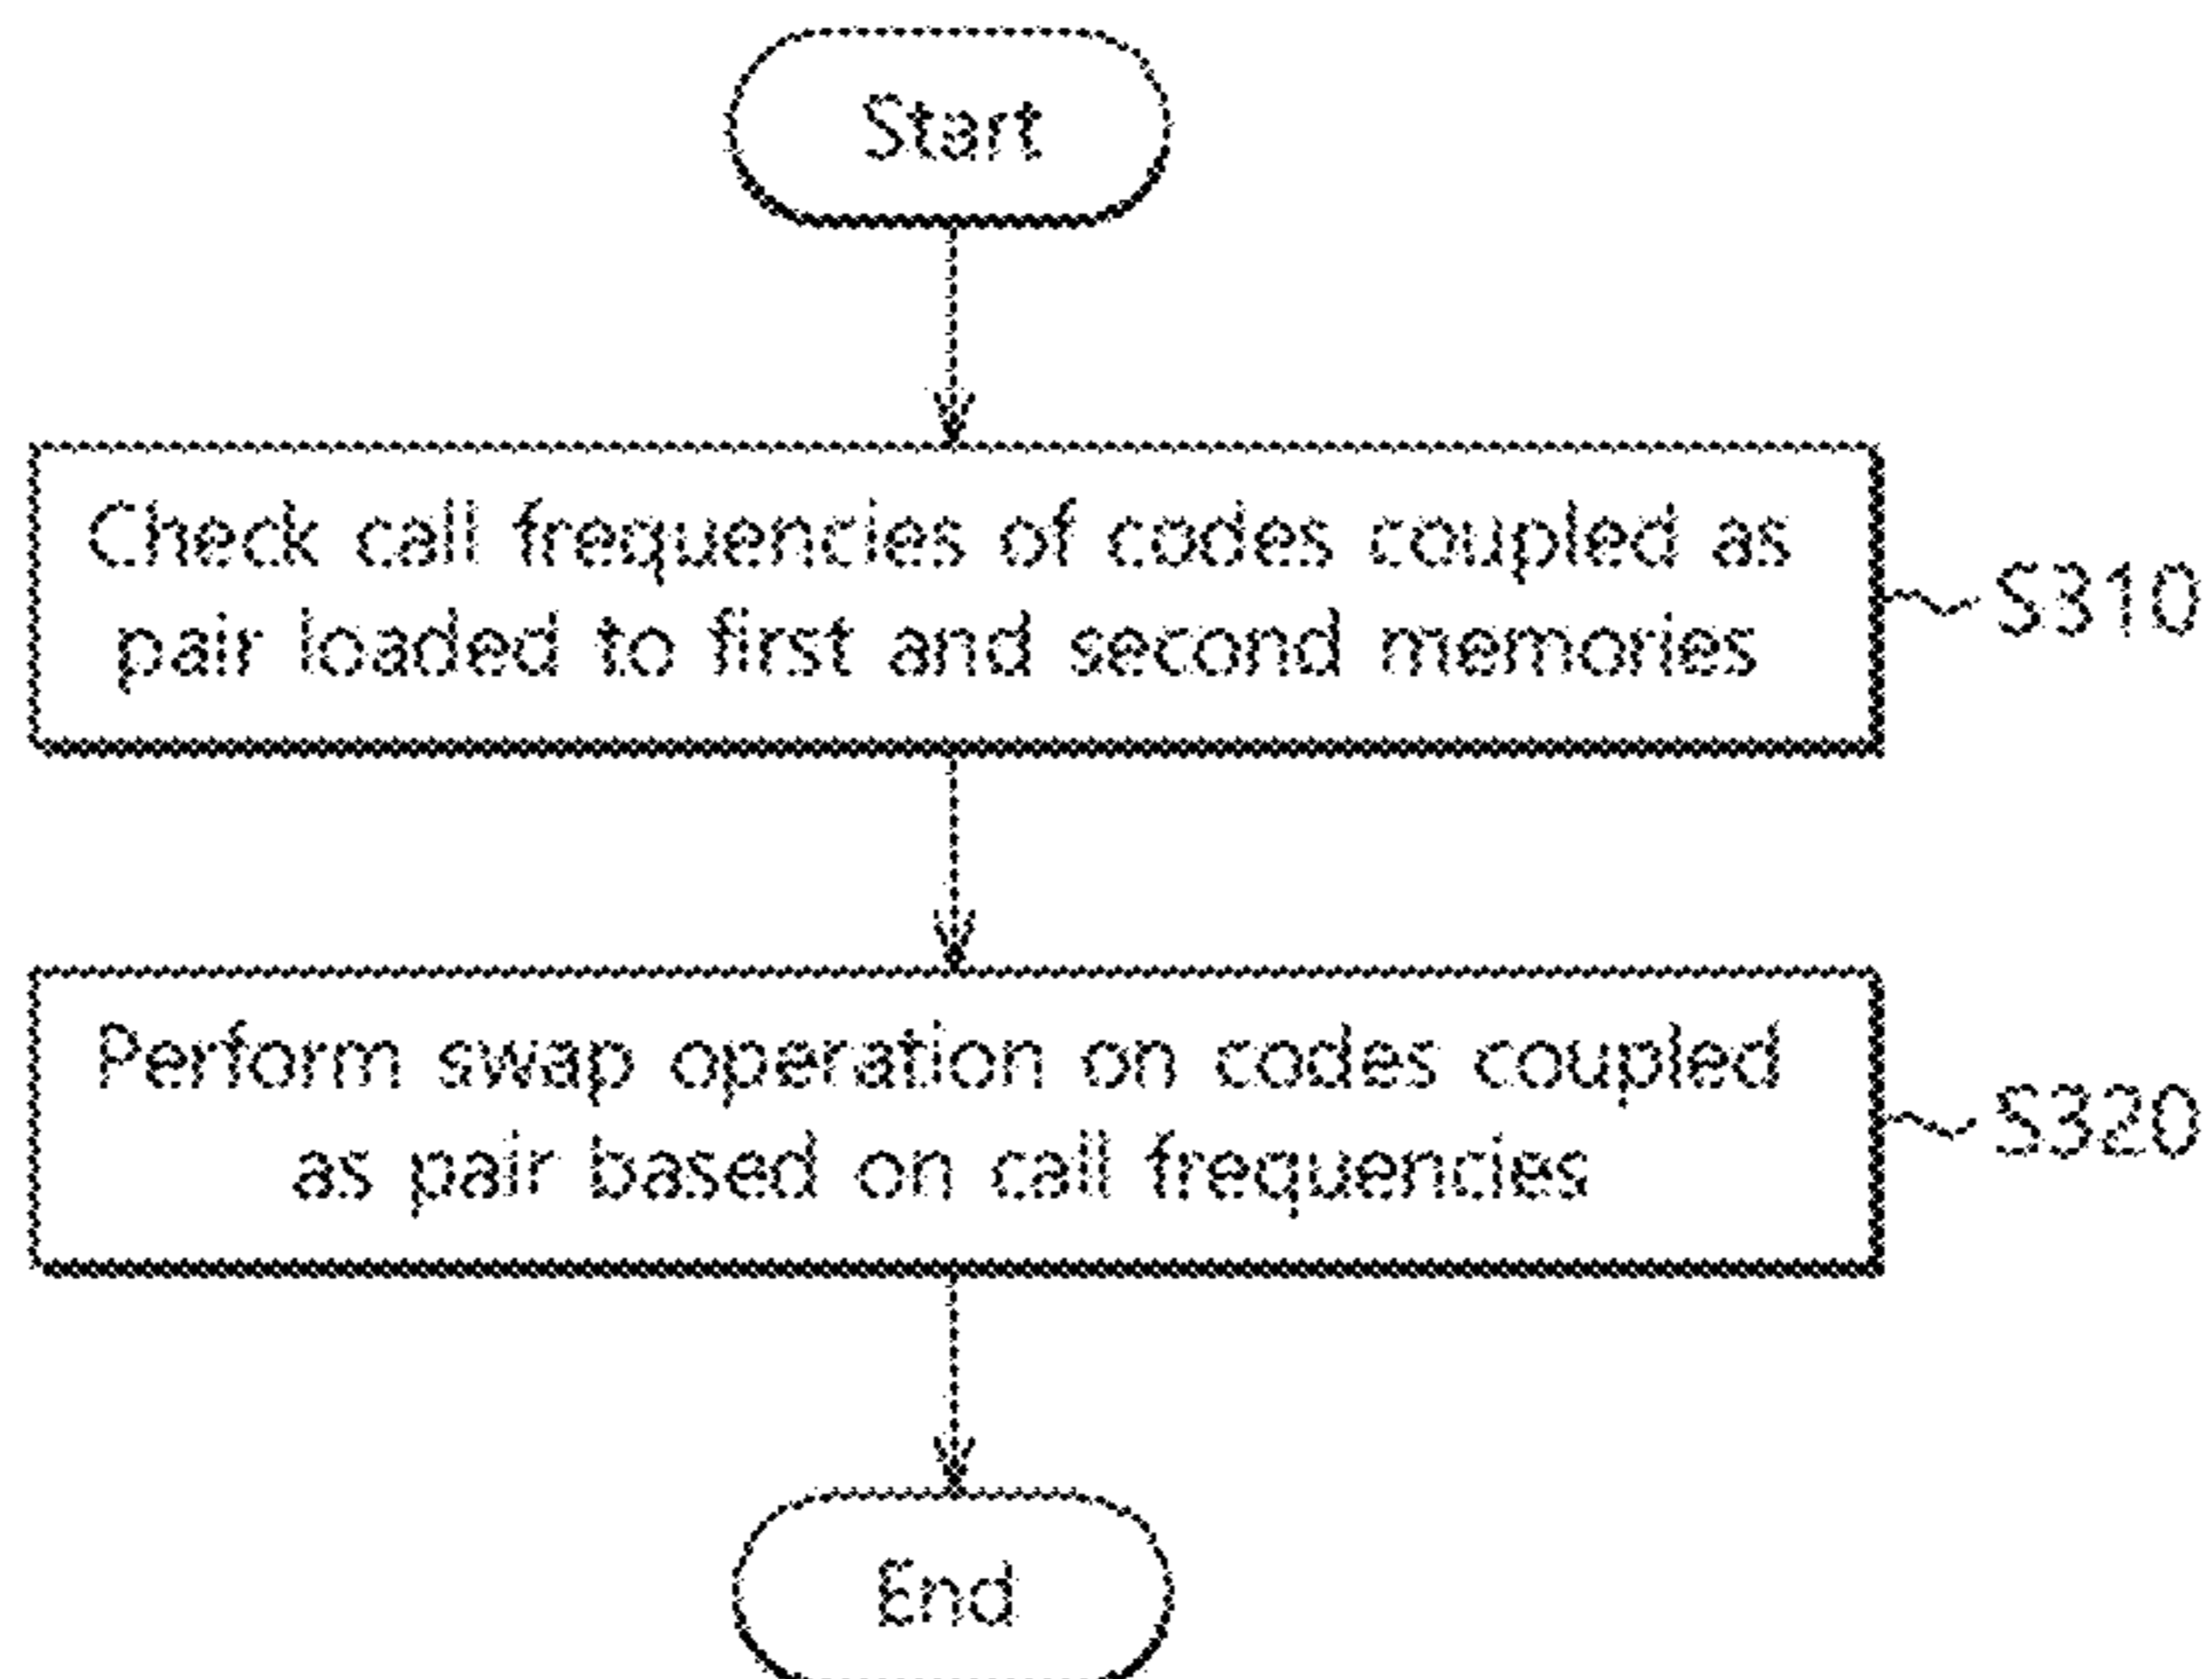 Start
Check call frequencies of codes coupled as
pair loaded to first and second memories
S310
Perform swap operation on codes coupled
as pair based on call frequencies
S320
End